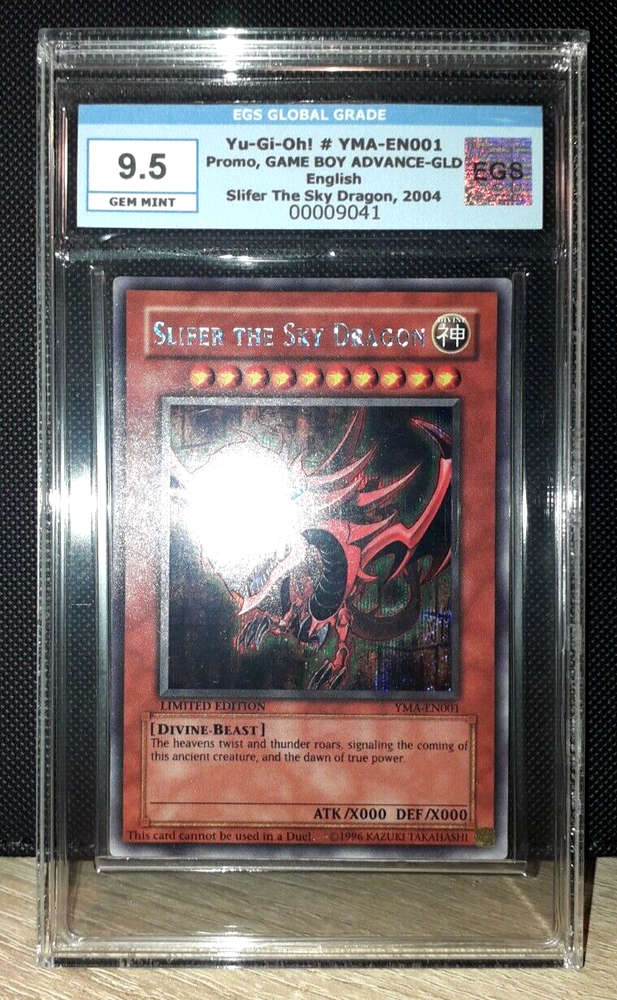 EGS GLOBAL GRADE
9.5
GEM MINT
Yu-Gi-Oh! # YMA-EN001
Promo, GAME BOY ADVANCE-GLD
English
Slifer The Sky Dragon, 2004
00009041
EGS
SLIFER THE SKY DRAGON
DIVINE
神
LIMITED EDITION YMA-EN001
[DIVINE-BEAST]
The heavens twist and thunder roars, signaling the coming of
this ancient creature, and the dawn of true power.
ATK/X000 DEF/X000
This card cannot be used in a Duel. ©1996 KAZUKI TAKAHASHI